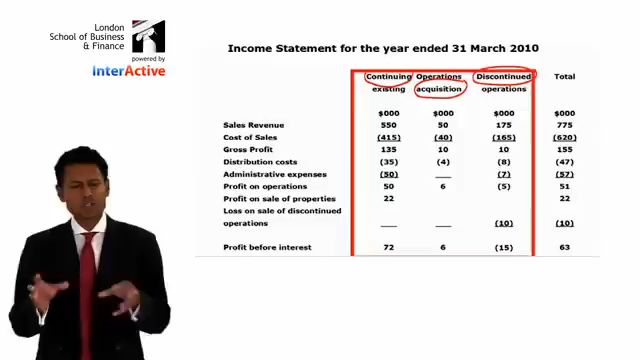 London
School of Business
& Finance
powered by
InterActive
Income Statement for the year ended 31 March 2010
Continuing Operations Discontinued Total
existing acquisition operations
$000 $000 $000 $000
Sales Revenue 550 50 175 775
Cost of Sales (415) (40) (165) (620)
Gross Profit 135 10 10 155
Distribution costs (35) (4) (8) (47)
Administrative expenses (50) __ (7) (57)
Profit on operations 50 6 (5) 51
Profit on sale of properties 22 22
Loss on sale of discontinued
operations __ __ (10) (10)
Profit before interest 72 6 (15) 63